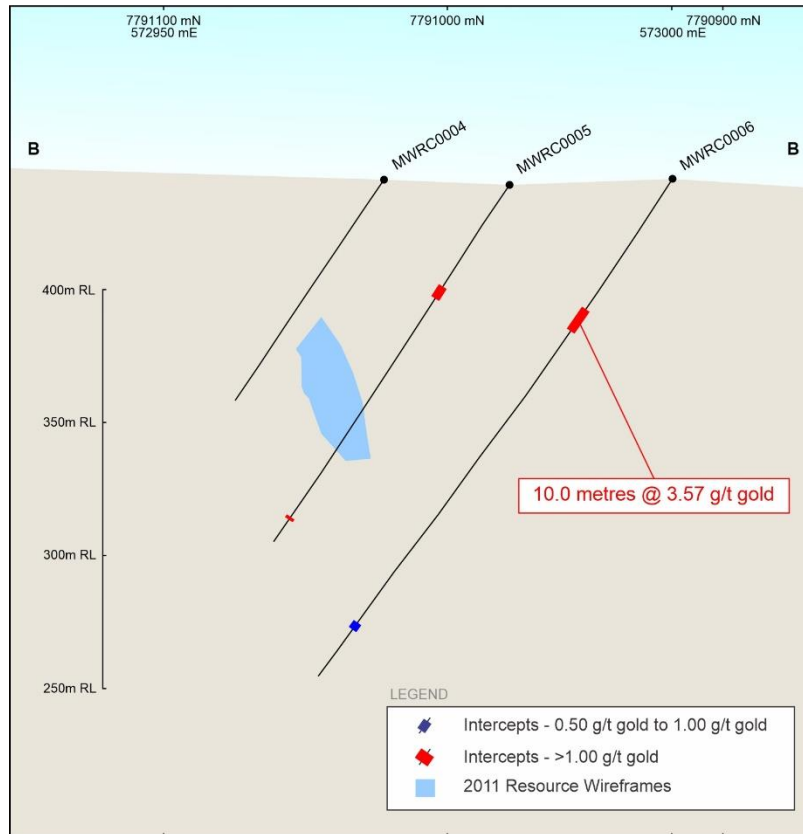 7791100 mN
572950 mE
7791000 mN
7790900 mN
573000 mE
B
MWRC0004
MWRC0005
MWRC0006
B
400m RL
350m RL
300m RL
250m RL
10.0 metres @ 3.57 g/t gold
LEGEND
Intercepts - 0.50 g/t gold to 1.00 g/t gold
Intercepts - >1.00 g/t gold
2011 Resource Wireframes